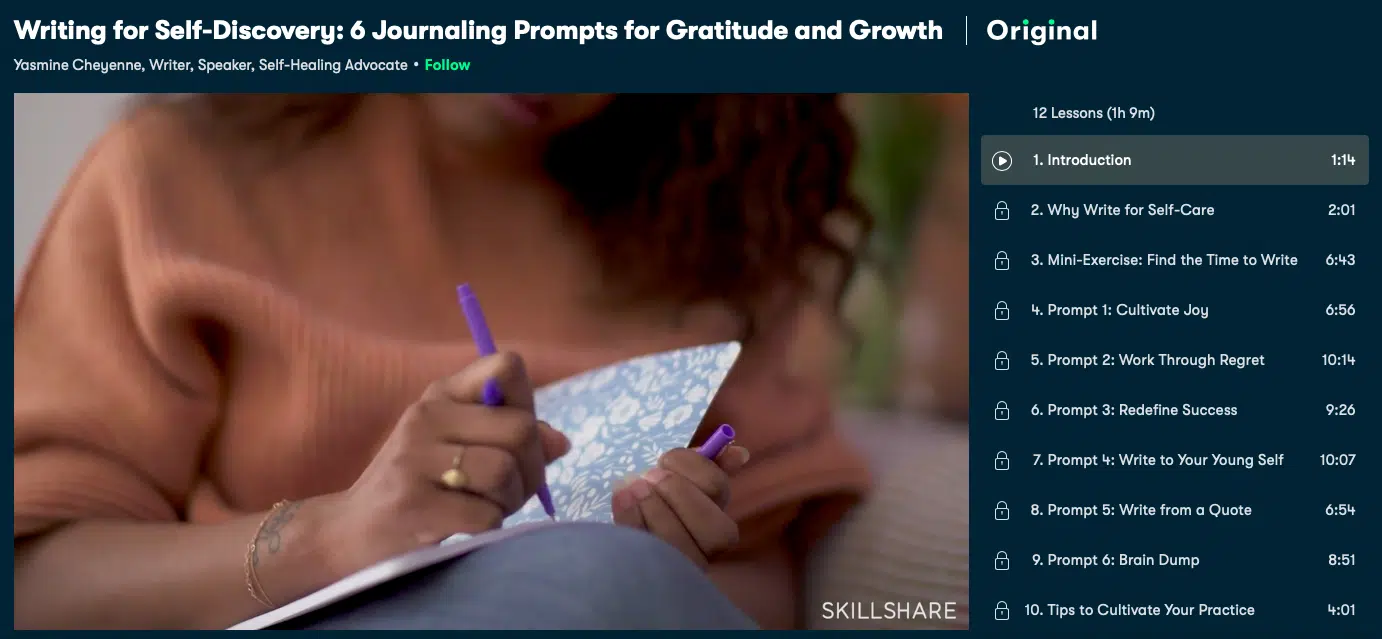 Writing for Self-Discovery: 6 Journaling Prompts for Gratitude and Growth | Original
Yasmine Cheyenne, Writer, Speaker, Self-Healing Advocate • Follow
12 Lessons (1h 9m)
1. Introduction 1:14
2. Why Write for Self-Care 2:01
3. Mini-Exercise: Find the Time to Write 6:43
4. Prompt 1: Cultivate Joy 6:56
5. Prompt 2: Work Through Regret 10:14
6. Prompt 3: Redefine Success 9:26
7. Prompt 4: Write to Your Young Self 10:07
8. Prompt 5: Write from a Quote 6:54
9. Prompt 6: Brain Dump 8:51
10. Tips to Cultivate Your Practice 4:01
SKILLSHARE